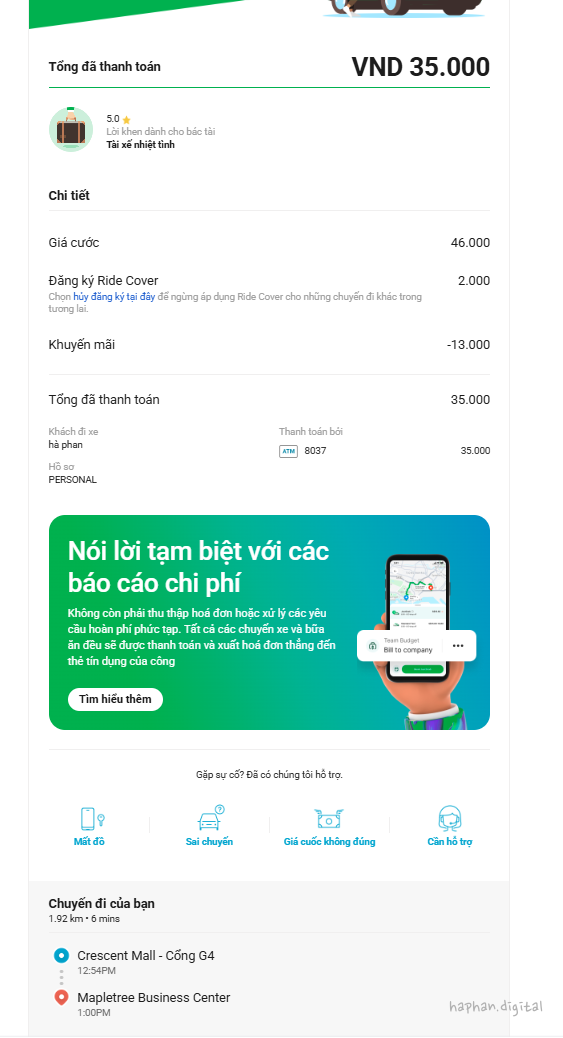 Tổng đã thanh toán VND 35.000
5.0
Lời khen dành cho bác tài
Tài xế nhiệt tình
Chi tiết
Giá cước 46.000
Đăng ký Ride Cover 2.000
Chọn hủy đăng ký tại đây để ngừng áp dụng Ride Cover cho những chuyến đi khác trong
tương lai.
Khuyến mãi -13.000
Tổng đã thanh toán 35.000
Khách đi xe
hà phan
Hồ sơ
PERSONAL
Thanh toán bởi
ATM 8037 35.000
Nói lời tạm biệt với các
báo cáo chi phí
Không còn phải thu thập hoá đơn hoặc xử lý các yêu
cầu hoàn phí phức tạp. Tất cả các chuyến xe và bữa
ăn đều sẽ được thanh toán và xuất hoá đơn thẳng đến
thẻ tín dụng của công
Tìm hiểu thêm
Team Budget
Bill to company
Gặp sự cố? Đã có chúng tôi hỗ trợ.
Mất đồ
Sai chuyến
Giá cuốc không đúng
Cần hỗ trợ
Chuyến đi của bạn
1.92 km • 6 mins
Crescent Mall - Cổng G4
12:54PM
Mapletree Business Center
1:00PM
haphan.digital